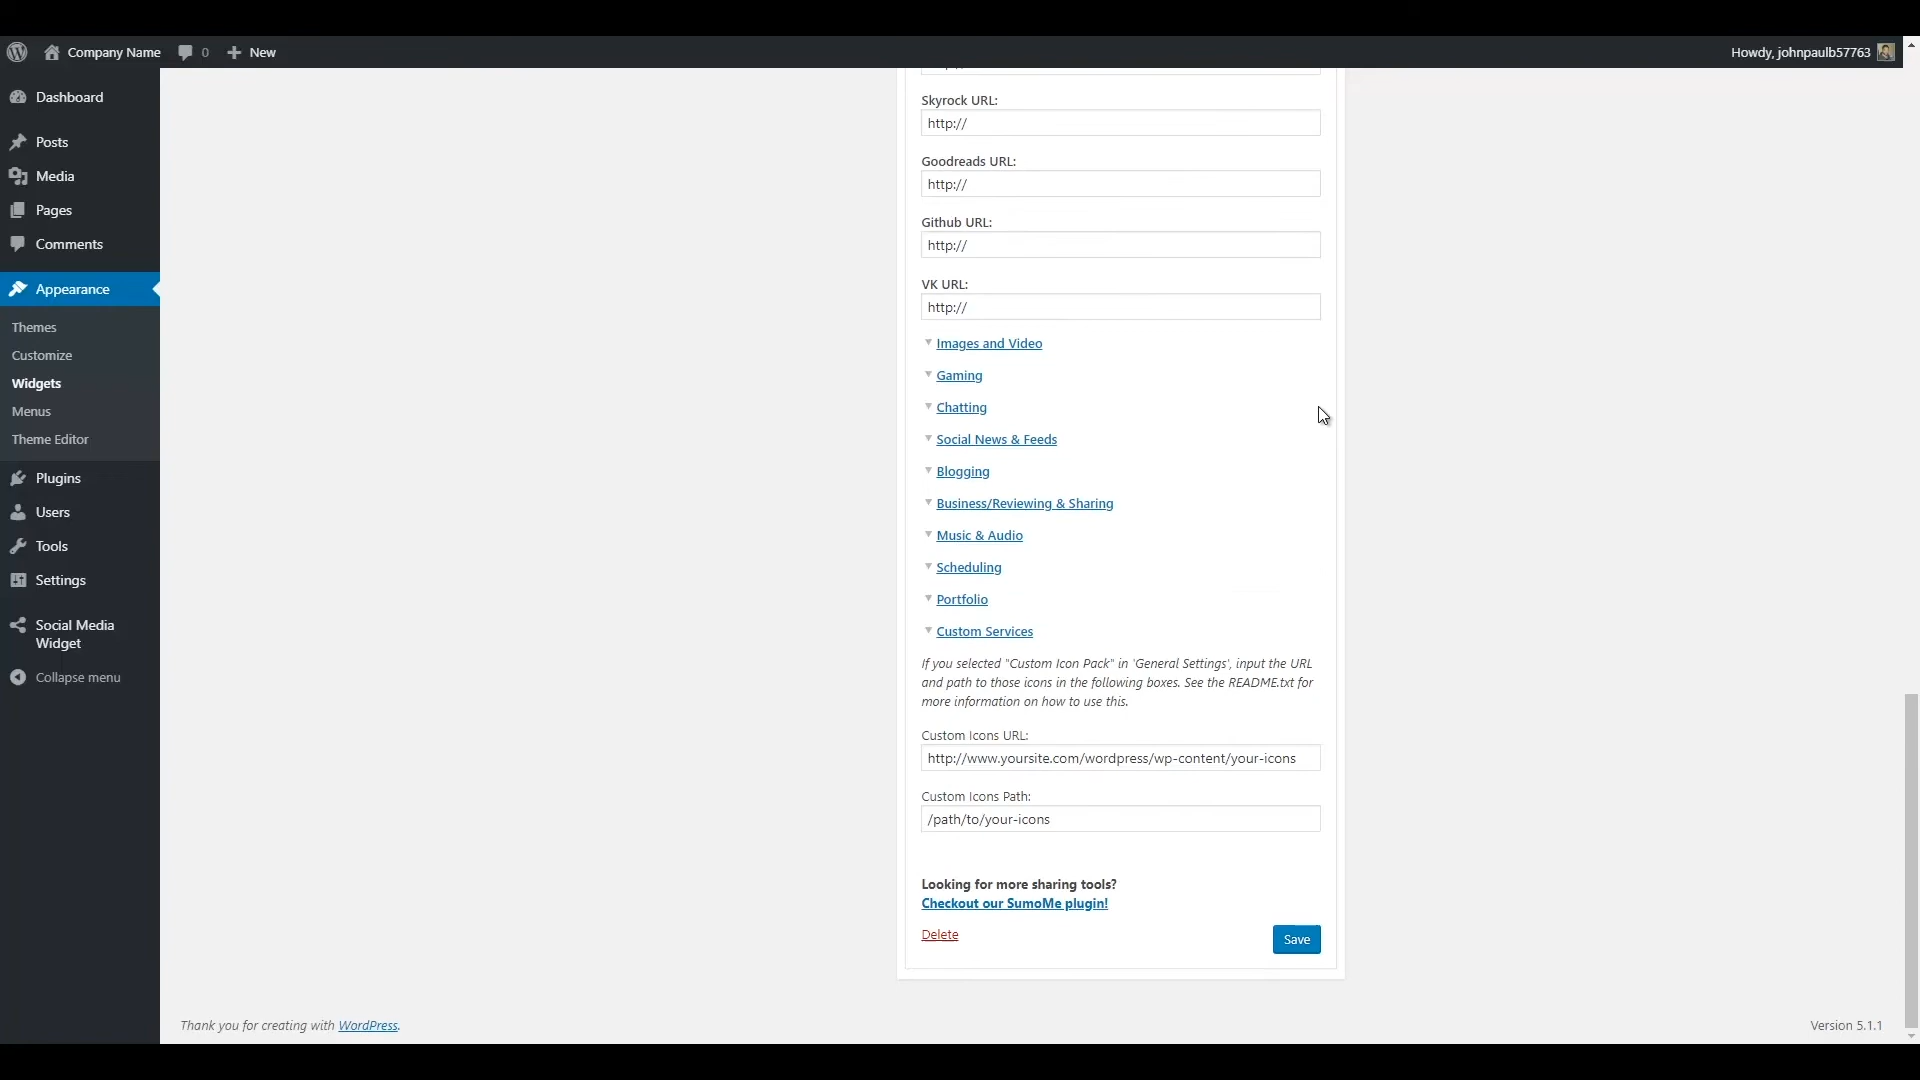 Company Name 0 New Howdy, johnpaulb57763
Dashboard
Posts
Media
Pages
Comments
Appearance
Themes
Customize
Widgets
Menus
Theme Editor
Plugins
Users
Tools
Settings
Social Media
Widget
Collapse menu
Skyrock URL:
http://
Goodreads URL:
http://
Github URL:
http://
VK URL:
http://
Images and Video
Gaming
Chatting
Social News & Feeds
Blogging
Business/Reviewing & Sharing
Music & Audio
Scheduling
Portfolio
Custom Services
If you selected "Custom Icon Pack" in 'General Settings', input the URL
and path to those icons in the following boxes. See the README.txt for
more information on how to use this.
Custom Icons URL:
http://www.yoursite.com/wordpress/wp-content/your-icons
Custom Icons Path:
/path/to/your-icons
Looking for more sharing tools?
Checkout our SumoMe plugin!
Delete
Save
Thank you for creating with WordPress.
Version 5.1.1